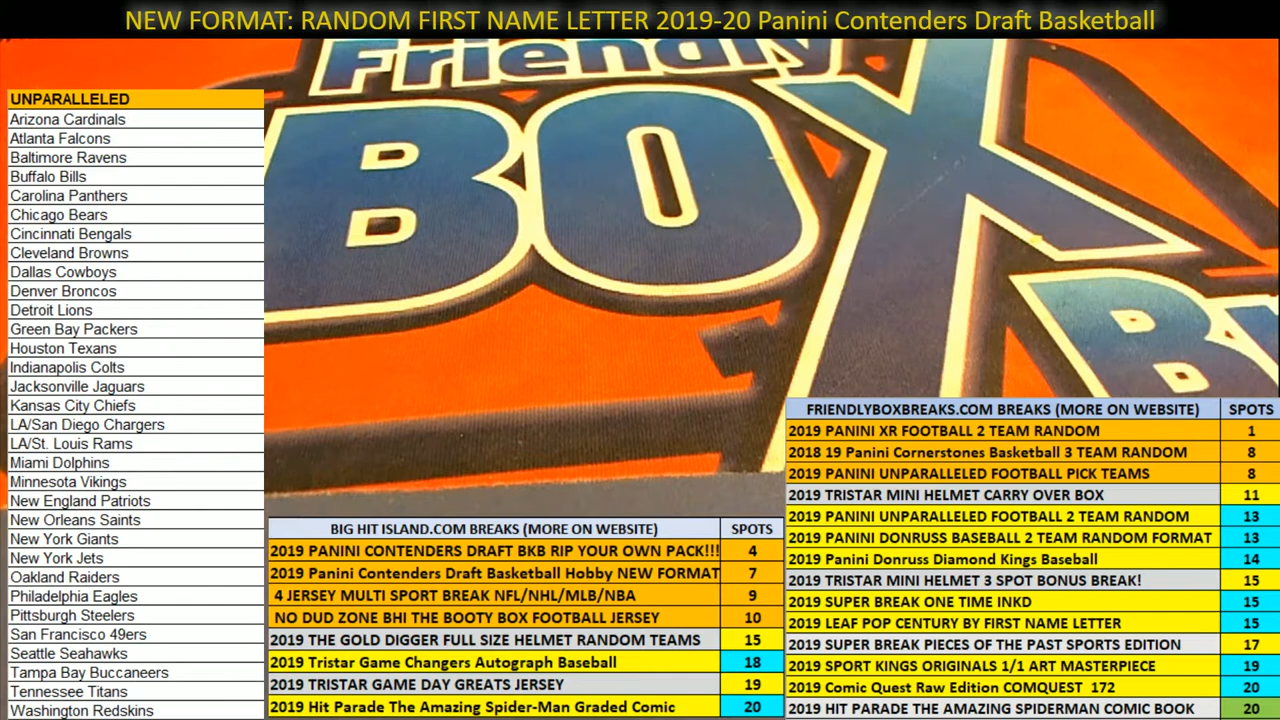 NEW FORMAT: RANDOM FIRST NAME LETTER 2019-20 Panini Contenders Draft Basketball
Friendly
BOX
UNPARALLELED
Arizona Cardinals
Atlanta Falcons
Baltimore Ravens
Buffalo Bills
Carolina Panthers
Chicago Bears
Cincinnati Bengals
Cleveland Browns
Dallas Cowboys
Denver Broncos
Detroit Lions
Green Bay Packers
Houston Texans
Indianapolis Colts
Jacksonville Jaguars
Kansas City Chiefs
LA/San Diego Chargers
LA/St. Louis Rams
Miami Dolphins
Minnesota Vikings
New England Patriots
New Orleans Saints
New York Giants
New York Jets
Oakland Raiders
Philadelphia Eagles
Pittsburgh Steelers
San Francisco 49ers
Seattle Seahawks
Tampa Bay Buccaneers
Tennessee Titans
Washington Redskins
BIG HIT ISLAND.COM BREAKS (MORE ON WEBSITE) SPOTS
2019 PANINI CONTENDERS DRAFT BKB RIP YOUR OWN PACK!!! 4
2019 Panini Contenders Draft Basketball Hobby NEW FORMAT 7
4 JERSEY MULTI SPORT BREAK NFL/NHL/MLB/NBA 9
NO DUD ZONE BHI THE BOOTY BOX FOOTBALL JERSEY 10
2019 THE GOLD DIGGER FULL SIZE HELMET RANDOM TEAMS 15
2019 Tristar Game Changers Autograph Baseball 18
2019 TRISTAR GAME DAY GREATS JERSEY 19
2019 Hit Parade The Amazing Spider-Man Graded Comic 20
FRIENDLYBOXBREAKS.COM BREAKS (MORE ON WEBSITE) SPOTS
2019 PANINI XR FOOTBALL 2 TEAM RANDOM 1
2018 19 Panini Cornerstones Basketball 3 TEAM RANDOM 8
2019 PANINI UNPARALLELED FOOTBALL PICK TEAMS 8
2019 TRISTAR MINI HELMET CARRY OVER BOX 11
2019 PANINI UNPARALLELED FOOTBALL 2 TEAM RANDOM 13
2019 PANINI DONRUSS BASEBALL 2 TEAM RANDOM FORMAT 13
2019 Panini Donruss Diamond Kings Baseball 14
2019 TRISTAR MINI HELMET 3 SPOT BONUS BREAK! 15
2019 SUPER BREAK ONE TIME INKD 15
2019 LEAF POP CENTURY BY FIRST NAME LETTER 15
2019 SUPER BREAK PIECES OF THE PAST SPORTS EDITION 17
2019 SPORT KINGS ORIGINALS 1/1 ART MASTERPIECE 19
2019 Comic Quest Raw Edition COMQUEST 172 20
2019 HIT PARADE THE AMAZING SPIDERMAN COMIC BOOK 20